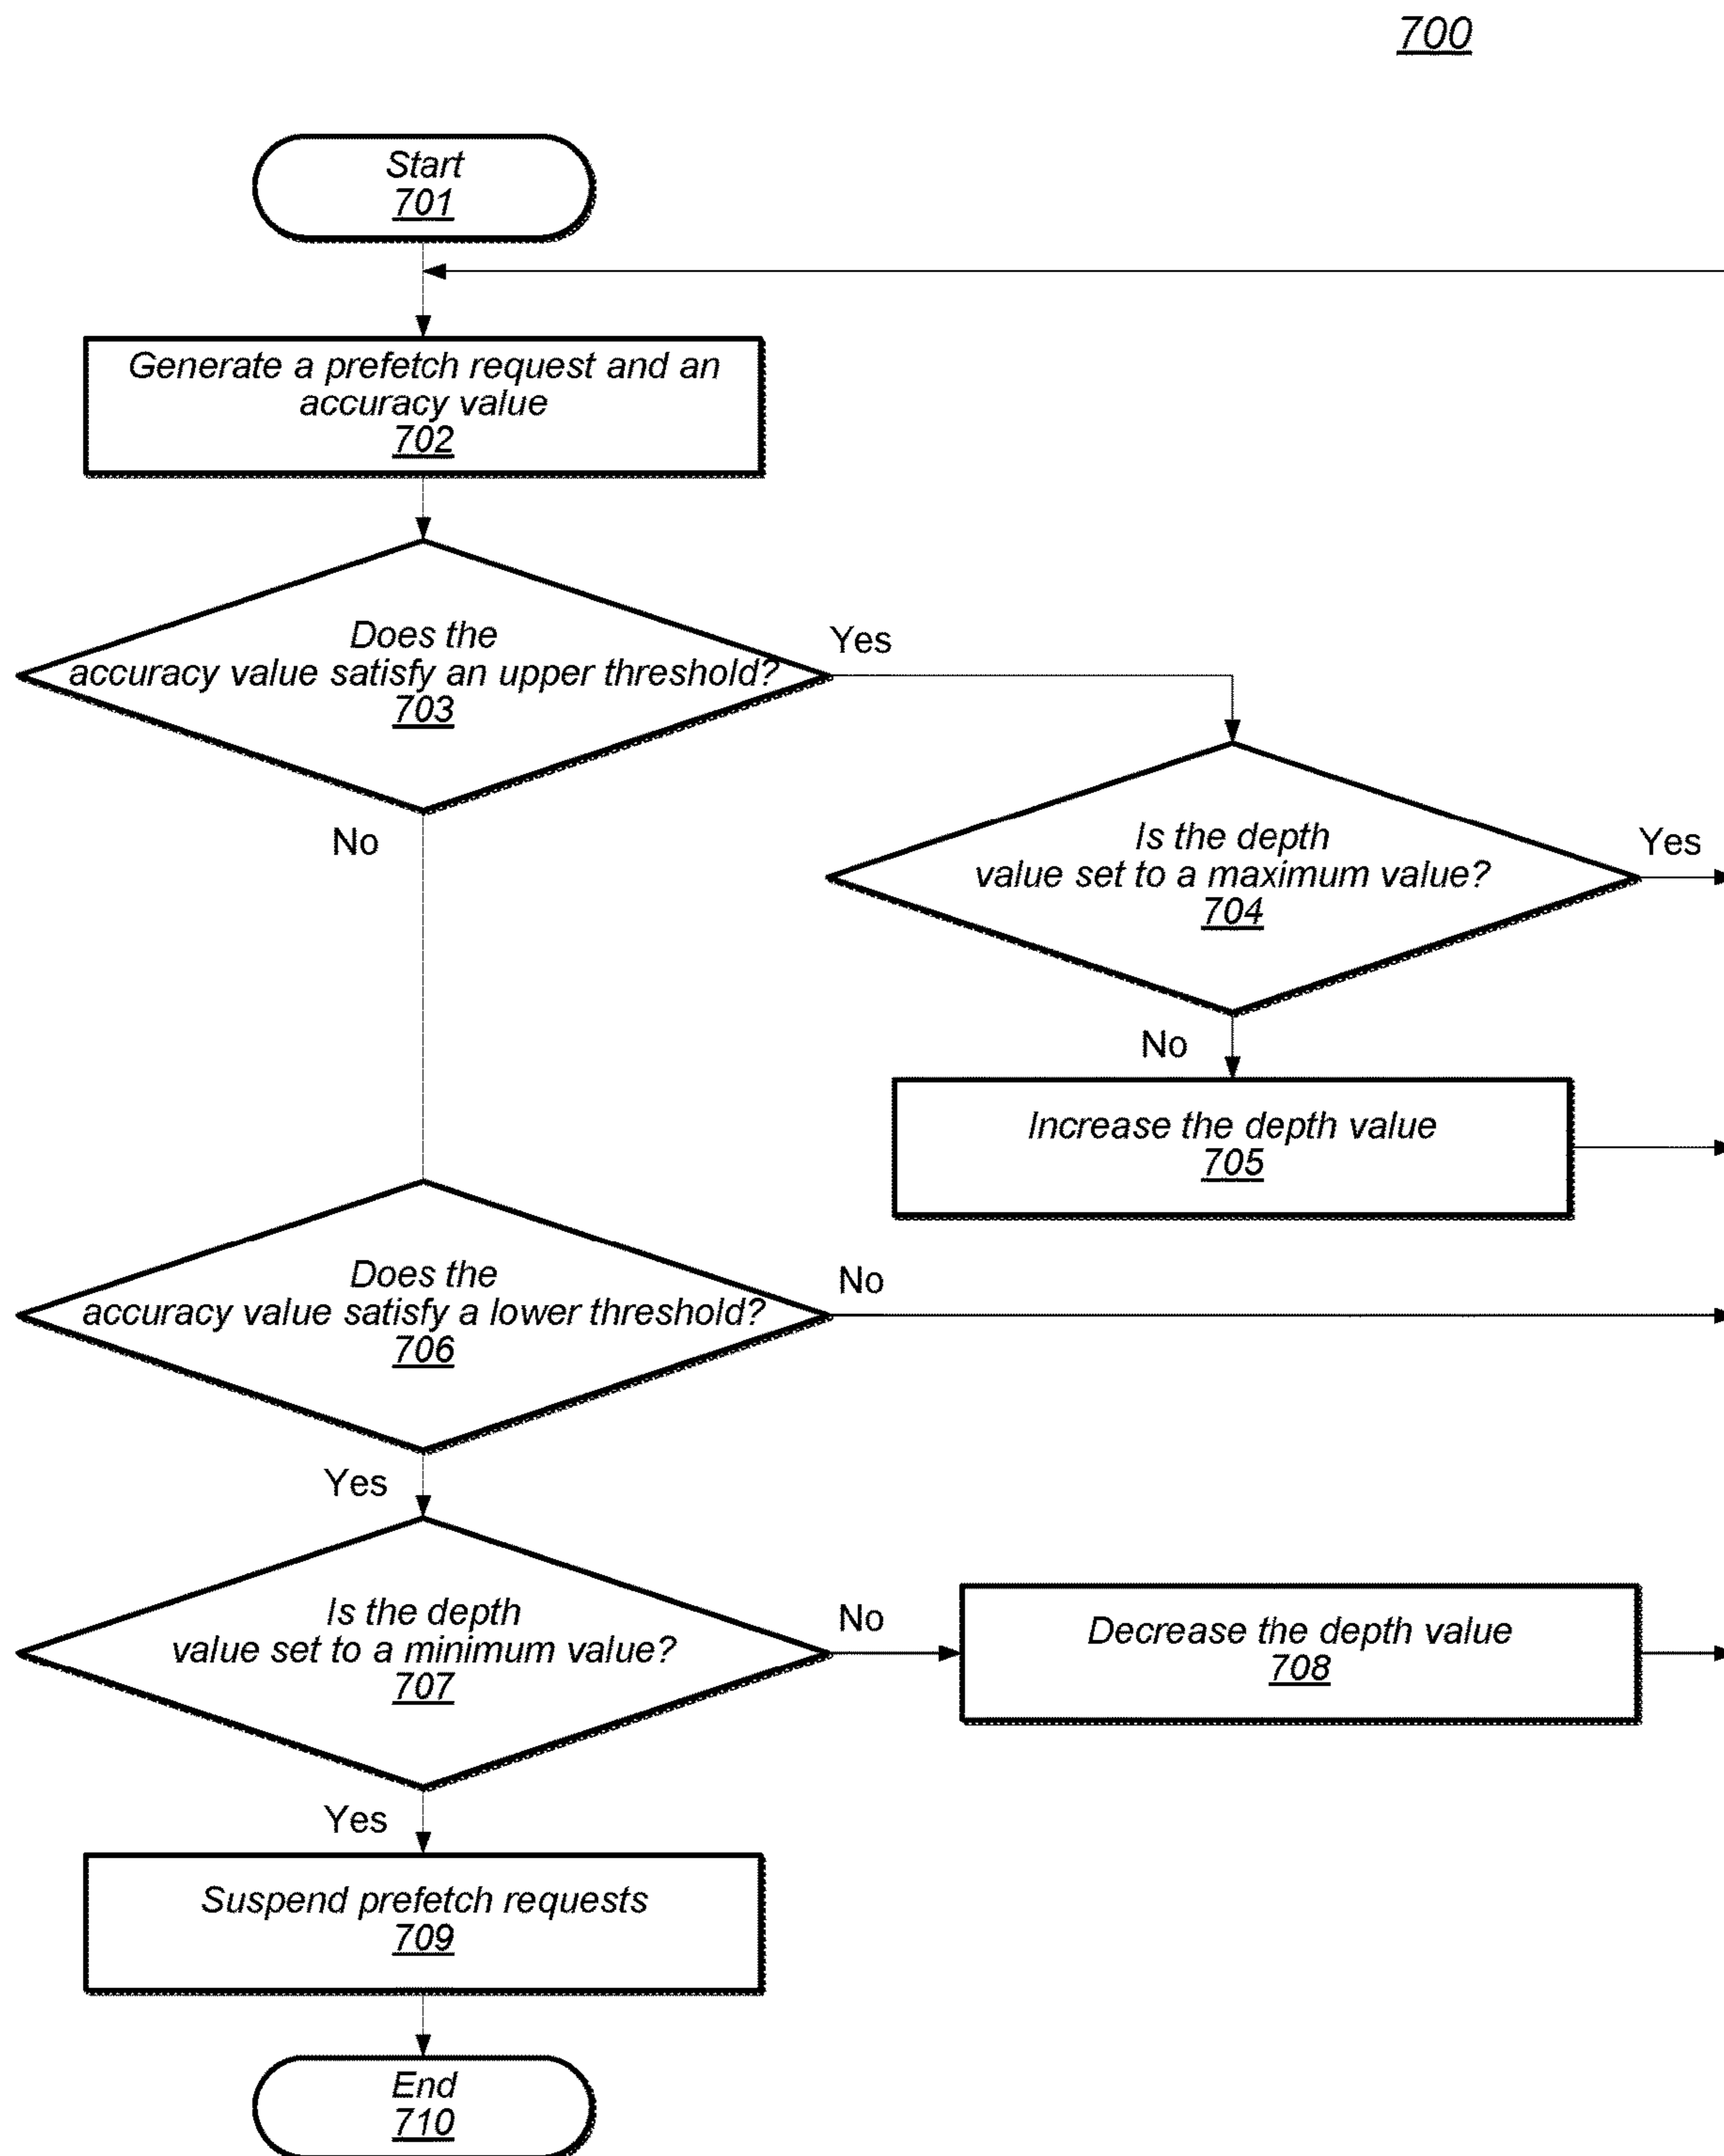 700
Start
701
Generate a prefetch request and an
accuracy value
702
Does the
accuracy value satisfy an upper threshold?
703
Yes
No
Is the depth
value set to a maximum value?
704
Yes
No
Increase the depth value
705
Does the
accuracy value satisfy a lower threshold?
706
No
Yes
Is the depth
value set to a minimum value?
707
No
Decrease the depth value
708
Yes
Suspend prefetch requests
709
End
710